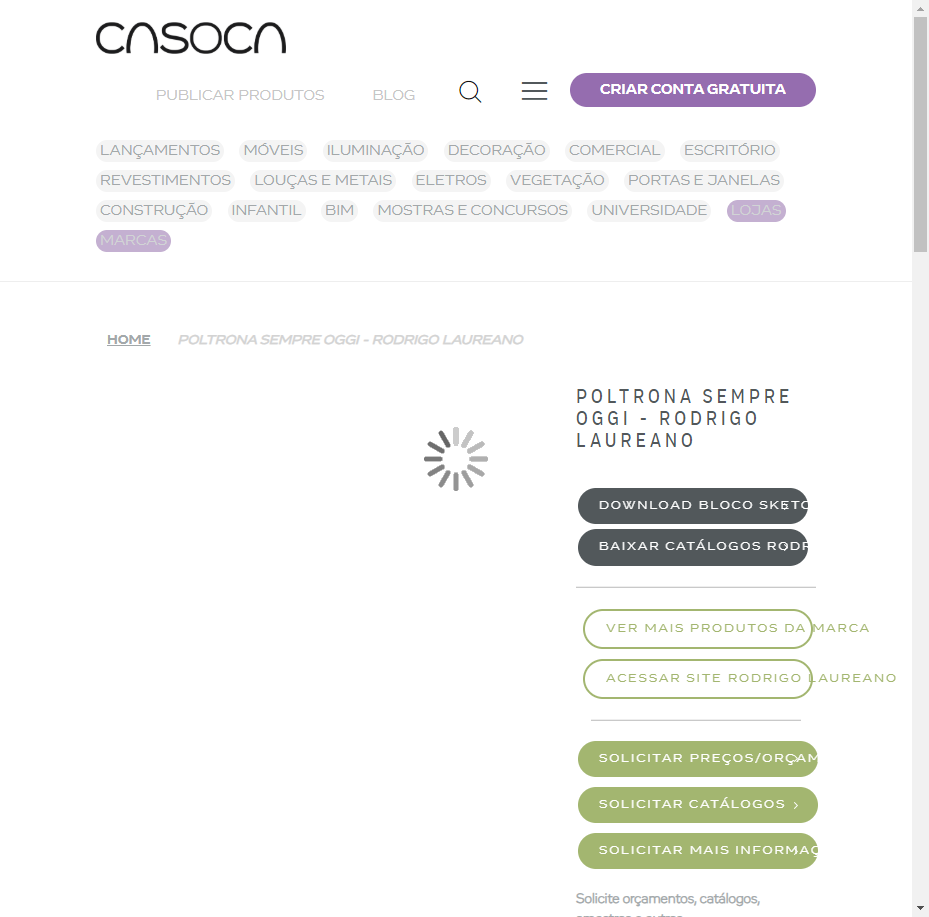 CASOCA
PUBLICAR PRODUTOS BLOG CRIAR CONTA GRATUITA
LANÇAMENTOS MÓVEIS ILUMINAÇÃO DECORAÇÃO COMERCIAL ESCRITÓRIO
REVESTIMENTOS LOUÇAS E METAIS ELETROS VEGETAÇÃO PORTAS E JANELAS
CONSTRUÇÃO INFANTIL BIM MOSTRAS E CONCURSOS UNIVERSIDADE LOJAS
MARCAS
HOME POLTRONA SEMPRE OGGI - RODRIGO LAUREANO
POLTRONA SEMPRE
OGGI - RODRIGO
LAUREANO
DOWNLOAD BLOCO SKETC
BAIXAR CATÁLOGOS RODR
VER MAIS PRODUTOS DA MARCA
ACESSAR SITE RODRIGO LAUREANO
SOLICITAR PREÇOS/ORÇAM
SOLICITAR CATÁLOGOS >
SOLICITAR MAIS INFORMAÇ
Solicite orçamentos, catálogos,